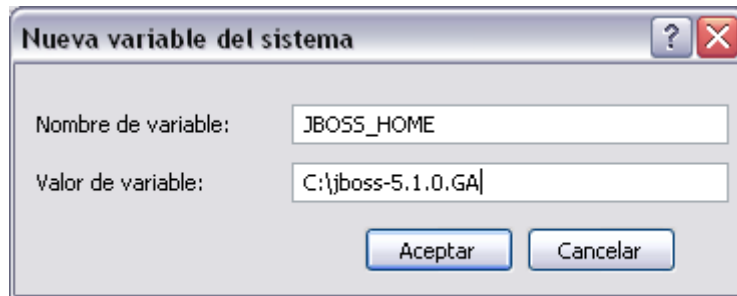 Nueva variable del sistema
Nombre de variable: JBOSS_HOME
Valor de variable: C:\jboss-5.1.0.GA
Aceptar Cancelar